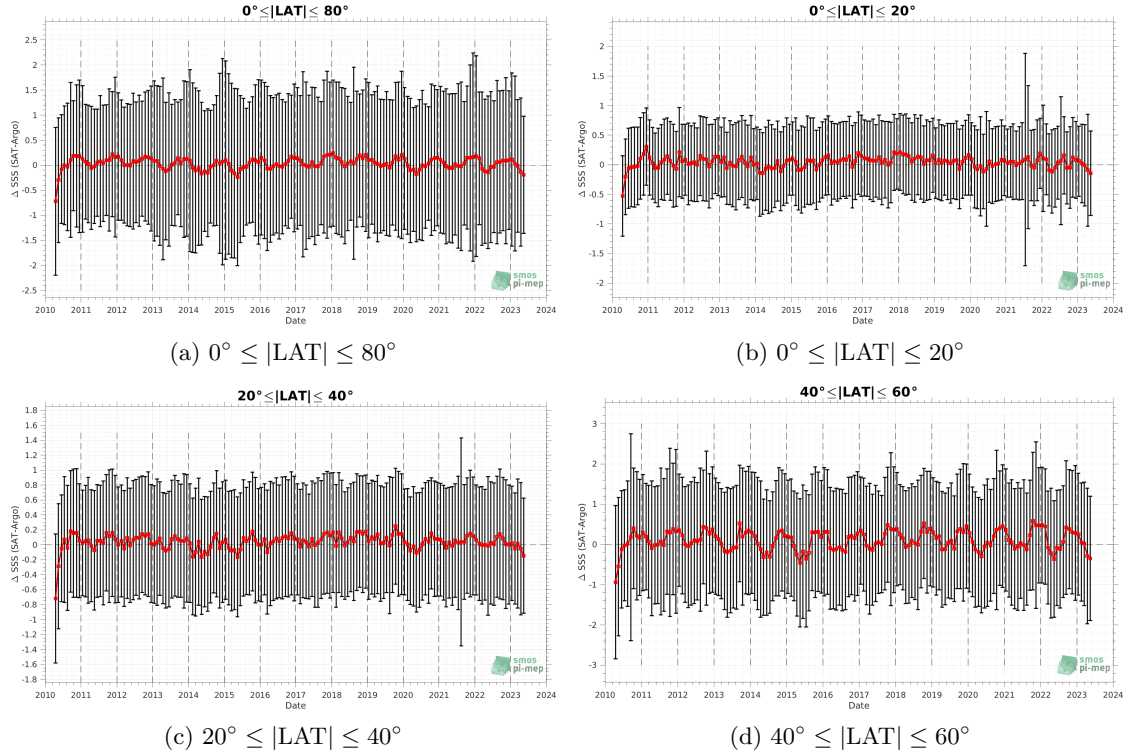 0°≤|LAT|≤ 80°
2.5
2
1.5
1
0.5
0
-0.5
-1
-1.5
-2
-2.5
Δ SSS (SAT-Argo)
2010 2011 2012 2013 2014 2015 2016 2017 2018 2019 2020 2021 2022 2023 2024
Date
smos
pi-mep
(a) 0° ≤ |LAT| ≤ 80°
0°≤|LAT|≤ 20°
2
1.5
1
0.5
0
-0.5
-1
-1.5
-2
Δ SSS (SAT-Argo)
2010 2011 2012 2013 2014 2015 2016 2017 2018 2019 2020 2021 2022 2023 2024
Date
smos
pi-mep
(b) 0° ≤ |LAT| ≤ 20°
20°≤|LAT|≤ 40°
1.8
1.6
1.4
1.2
1
0.8
0.6
0.4
0.2
0
-0.2
-0.4
-0.6
-0.8
-1
-1.2
-1.4
-1.6
-1.8
Δ SSS (SAT-Argo)
2010 2011 2012 2013 2014 2015 2016 2017 2018 2019 2020 2021 2022 2023 2024
Date
smos
pi-mep
(c) 20° ≤ |LAT| ≤ 40°
40°≤|LAT|≤ 60°
3
2
1
0
-1
-2
-3
Δ SSS (SAT-Argo)
2010 2011 2012 2013 2014 2015 2016 2017 2018 2019 2020 2021 2022 2023 2024
Date
smos
pi-mep
(d) 40° ≤ |LAT| ≤ 60°